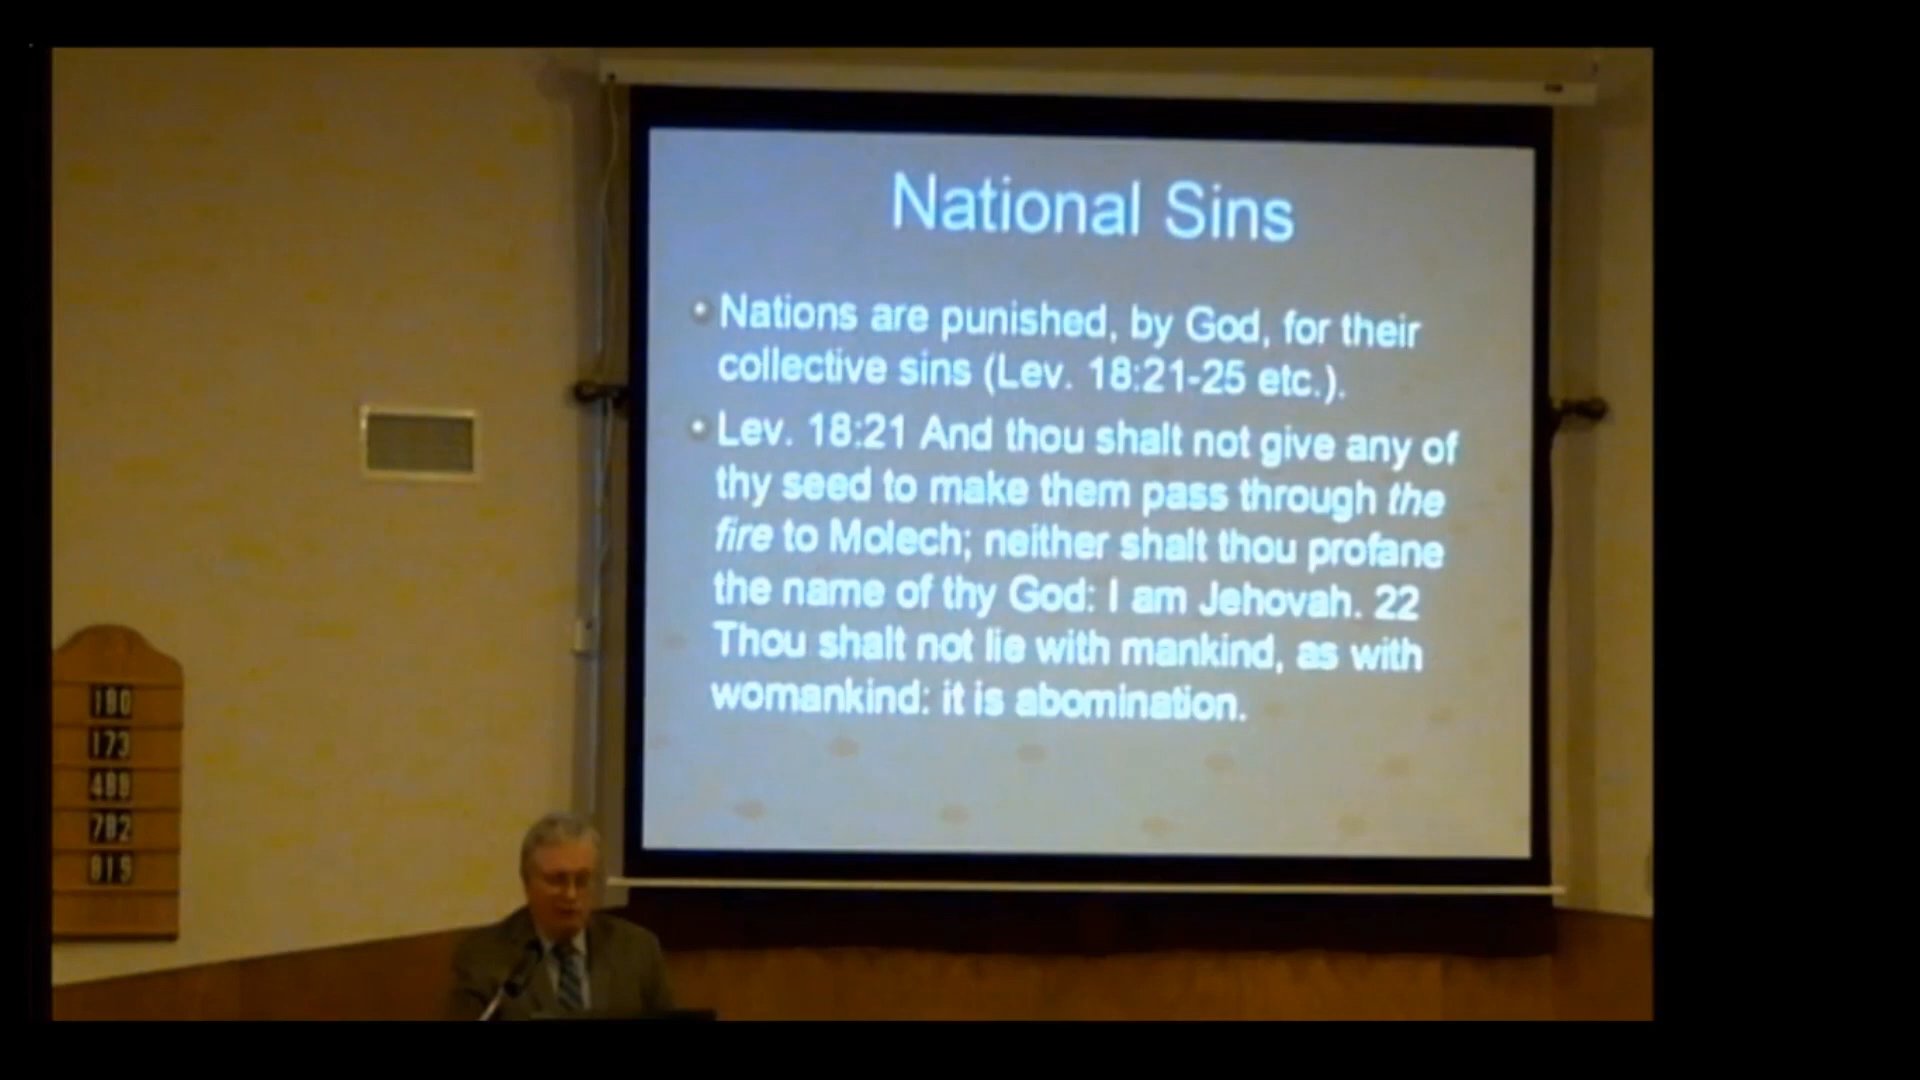 National Sins
Nations are punished, by God, for their
collective sins (Lev. 18:21-25 etc.).
Lev. 18:21 And thou shalt not give any of
thy seed to make them pass through the
fire to Molech; neither shalt thou profane
the name of thy God: I am Jehovah. 22
Thou shalt not lie with mankind, as with
womankind: it is abomination.
180
173
782